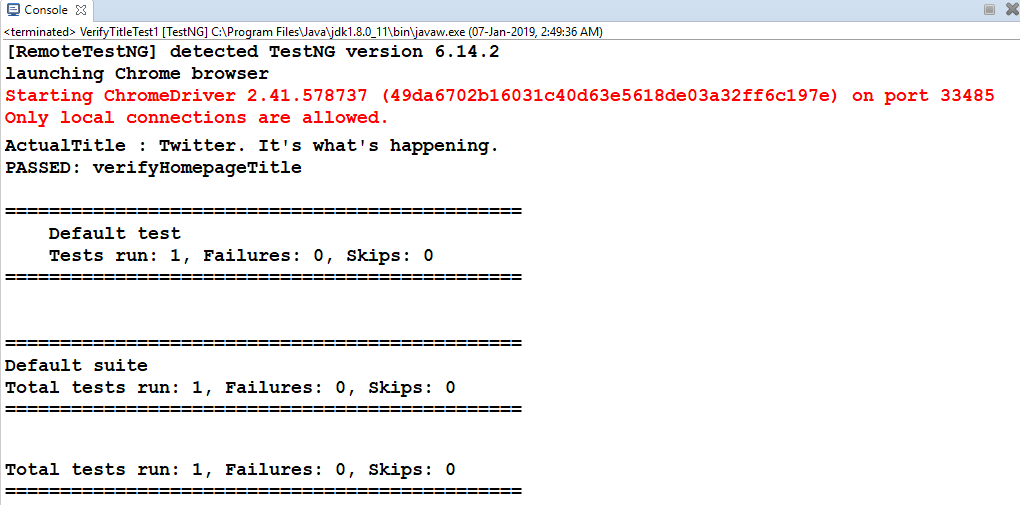 Console
<terminated> VerifyTitleTest1 [TestNG] C:\Program Files\Java\jdk1.8.0_11\bin\javaw.exe (07-Jan-2019, 2:49:36 AM)
[RemoteTestNG] detected TestNG version 6.14.2
launching Chrome browser
Starting ChromeDriver 2.41.578737 (49da6702b16031c40d63e5618de03a32ff6c197e) on port 33485
Only local connections are allowed.
ActualTitle : Twitter. It's what's happening.
PASSED: verifyHomepageTitle
===============================================
Default test
Tests run: 1, Failures: 0, Skips: 0
===============================================
===============================================
Default suite
Total tests run: 1, Failures: 0, Skips: 0
===============================================
Total tests run: 1, Failures: 0, Skips: 0
===============================================